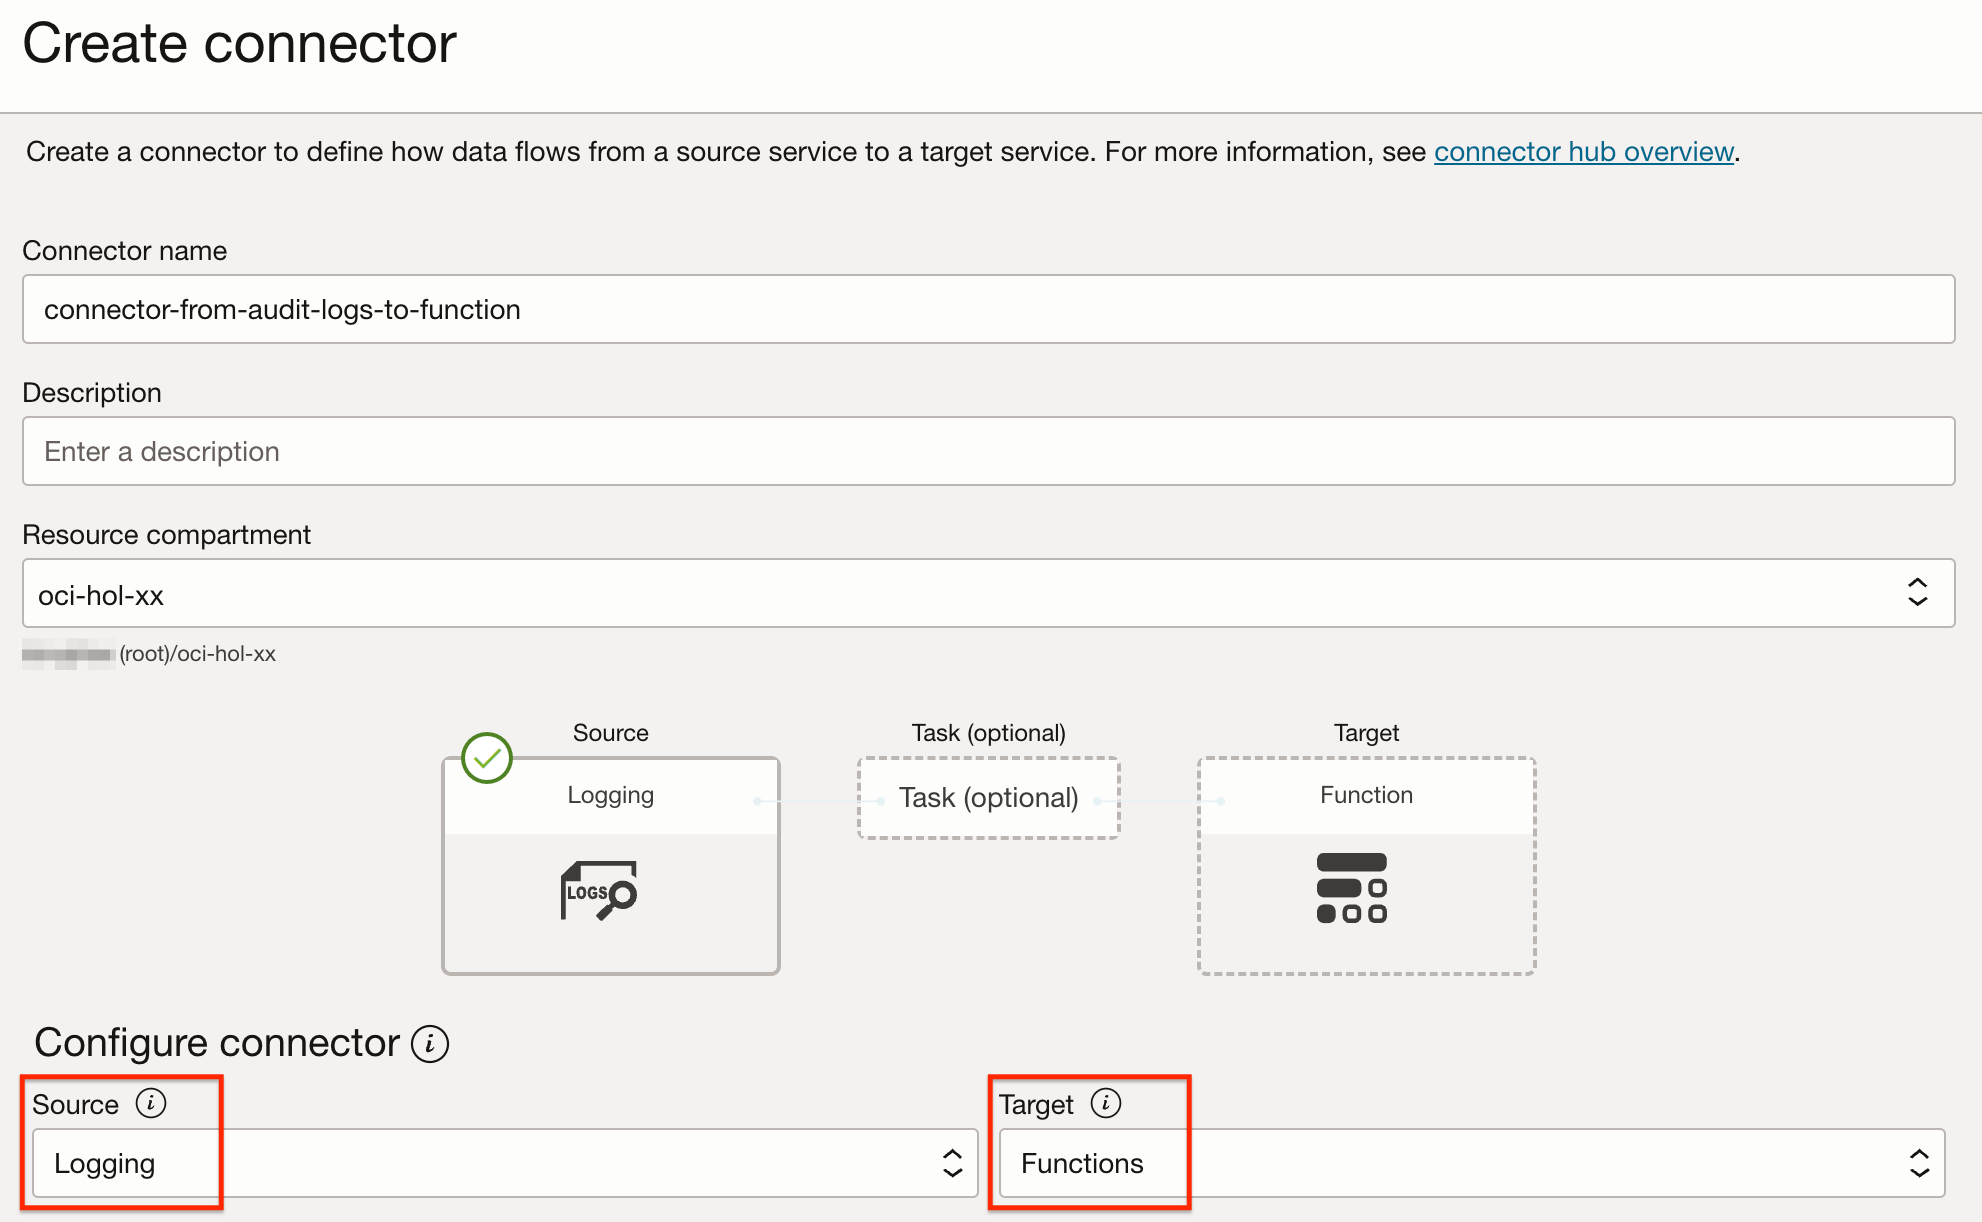 Create connector
Create a connector to define how data flows from a source service to a target service. For more information, see connector hub overview.
Connector name
connector-from-audit-logs-to-function
Description
Enter a description
Resource compartment
oci-hol-xx
(root)/oci-hol-xx
Source
Task (optional)
Target
Logging
Task (optional)
Function
LOGS
Configure connector i
Source i
Target i
Logging
Functions